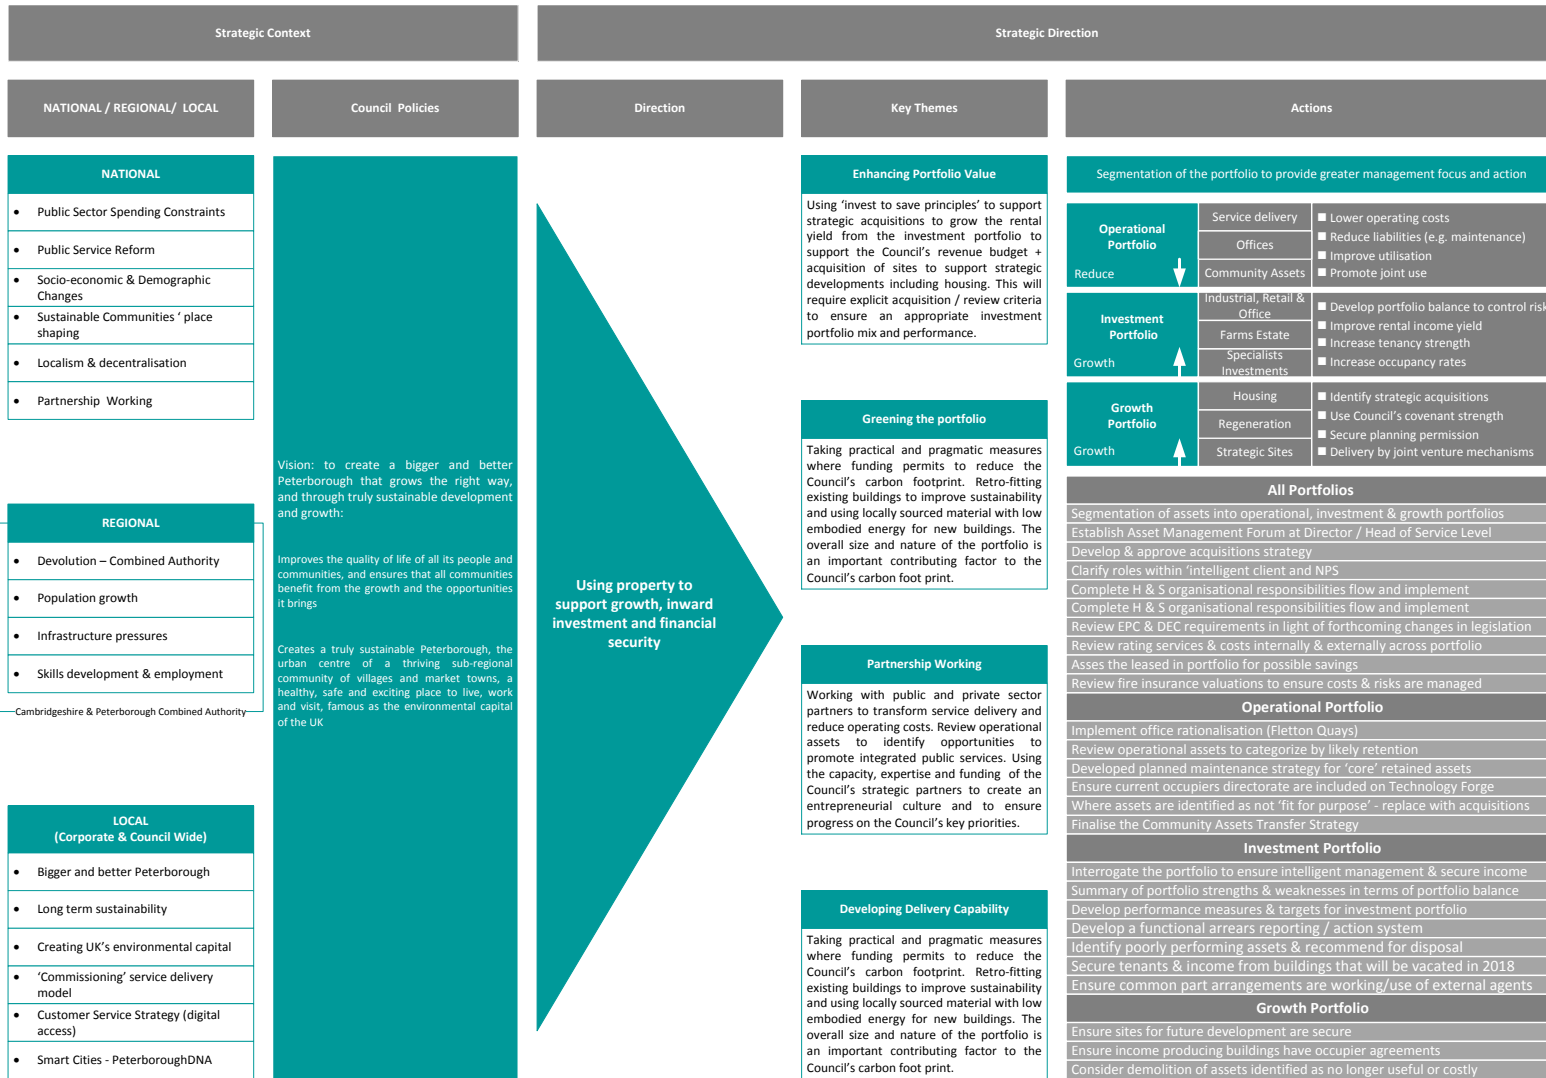 Strategic Context
Strategic Direction
NATIONAL / REGIONAL/ LOCAL
Council Policies
Direction
Key Themes
Actions
NATIONAL
• Public Sector Spending Constraints
• Public Service Reform
• Socio-economic & Demographic
Changes
• Sustainable Communities ‘ place
shaping
• Localism & decentralisation
• Partnership Working
REGIONAL
• Devolution – Combined Authority
• Population growth
• Infrastructure pressures
• Skills development & employment
Cambridgeshire & Peterborough Combined Authority
LOCAL
(Corporate & Council Wide)
• Bigger and better Peterborough
• Long term sustainability
• Creating UK’s environmental capital
• ‘Commissioning’ service delivery
model
• Customer Service Strategy (digital
access)
• Smart Cities - PeterboroughDNA
Vision: to create a bigger and better
Peterborough that grows the right way,
and through truly sustainable development
and growth:
Improves the quality of life of all its people and
communities, and ensures that all communities
benefit from the growth and the opportunities
it brings
Creates a truly sustainable Peterborough, the
urban centre of a thriving sub-regional
community of villages and market towns, a
healthy, safe and exciting place to live, work
and visit, famous as the environmental capital
of the UK
Using property to
support growth, inward
investment and financial
security
Enhancing Portfolio Value
Using ‘invest to save principles’ to support
strategic acquisitions to grow the rental
yield from the investment portfolio to
support the Council’s revenue budget +
acquisition of sites to support strategic
developments including housing. This will
require explicit acquisition / review criteria
to ensure an appropriate investment
portfolio mix and performance.
Greening the portfolio
Taking practical and pragmatic measures
where funding permits to reduce the
Council’s carbon footprint. Retro-fitting
existing buildings to improve sustainability
and using locally sourced material with low
embodied energy for new buildings. The
overall size and nature of the portfolio is
an important contributing factor to the
Council’s carbon foot print.
Partnership Working
Working with public and private sector
partners to transform service delivery and
reduce operating costs. Review operational
assets to identify opportunities to
promote integrated public services. Using
the capacity, expertise and funding of the
Council’s strategic partners to create an
entrepreneurial culture and to ensure
progress on the Council’s key priorities.
Developing Delivery Capability
Taking practical and pragmatic measures
where funding permits to reduce the
Council’s carbon footprint. Retro-fitting
existing buildings to improve sustainability
and using locally sourced material with low
embodied energy for new buildings. The
overall size and nature of the portfolio is
an important contributing factor to the
Council’s carbon foot print.
Segmentation of the portfolio to provide greater management focus and action
Operational
Portfolio
Reduce
Service delivery
Offices
Community Assets
■ Lower operating costs
■ Reduce liabilities (e.g. maintenance)
■ Improve utilisation
■ Promote joint use
Investment
Portfolio
Growth
Industrial, Retail &
Office
Farms Estate
Specialists
Investments
■ Develop portfolio balance to control risk
■ Improve rental income yield
■ Increase tenancy strength
■ Increase occupancy rates
Growth
Portfolio
Growth
Housing
Regeneration
Strategic Sites
■ Identify strategic acquisitions
■ Use Council’s covenant strength
■ Secure planning permission
■ Delivery by joint venture mechanisms
All Portfolios
Segmentation of assets into operational, investment & growth portfolios
Establish Asset Management Forum at Director / Head of Service Level
Develop & approve acquisitions strategy
Clarify roles within ‘intelligent client and NPS
Complete H & S organisational responsibilities flow and implement
Complete H & S organisational responsibilities flow and implement
Review EPC & DEC requirements in light of forthcoming changes in legislation
Review rating services & costs internally & externally across portfolio
Asses the leased in portfolio for possible savings
Review fire insurance valuations to ensure costs & risks are managed
Operational Portfolio
Implement office rationalisation (Fletton Quays)
Review operational assets to categorize by likely retention
Developed planned maintenance strategy for ‘core’ retained assets
Ensure current occupiers directorate are included on Technology Forge
Where assets are identified as not ‘fit for purpose’ - replace with acquisitions
Finalise the Community Assets Transfer Strategy
Investment Portfolio
Interrogate the portfolio to ensure intelligent management & secure income
Summary of portfolio strengths & weaknesses in terms of portfolio balance
Develop performance measures & targets for investment portfolio
Develop a functional arrears reporting / action system
Identify poorly performing assets & recommend for disposal
Secure tenants & income from buildings that will be vacated in 2018
Ensure common part arrangements are working/use of external agents
Growth Portfolio
Ensure sites for future development are secure
Ensure income producing buildings have occupier agreements
Consider demolition of assets identified as no longer useful or costly